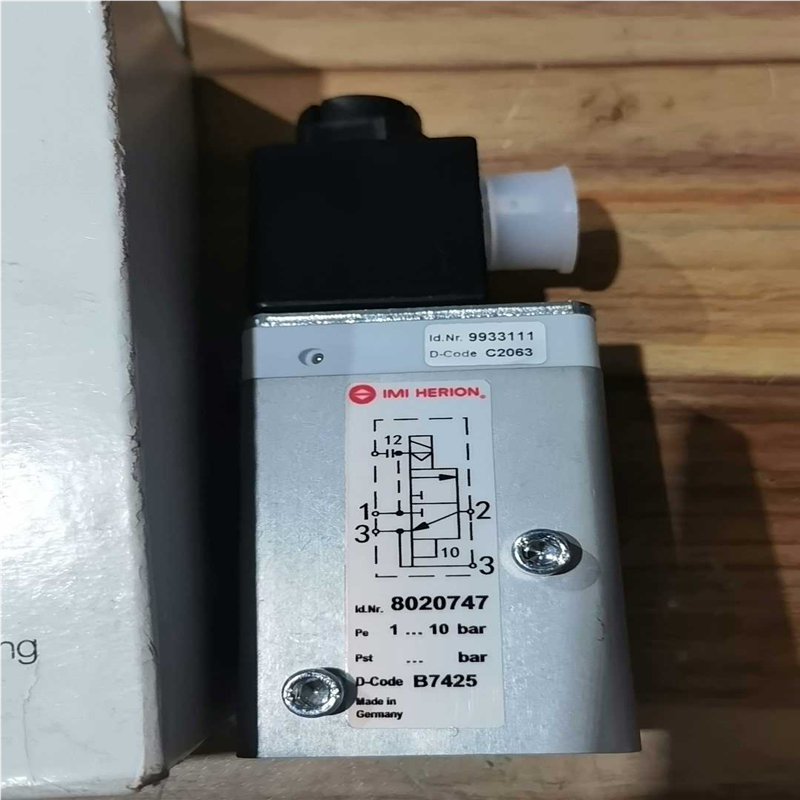 Id.Nr. 9933111
D-Code C2063
IMI HERION®
12
1
2
3
10
3
Id.Nr. 8020747
Pe 1 ... 10 bar
Pst ... bar
D-Code B7425
Made in
Germany
ng